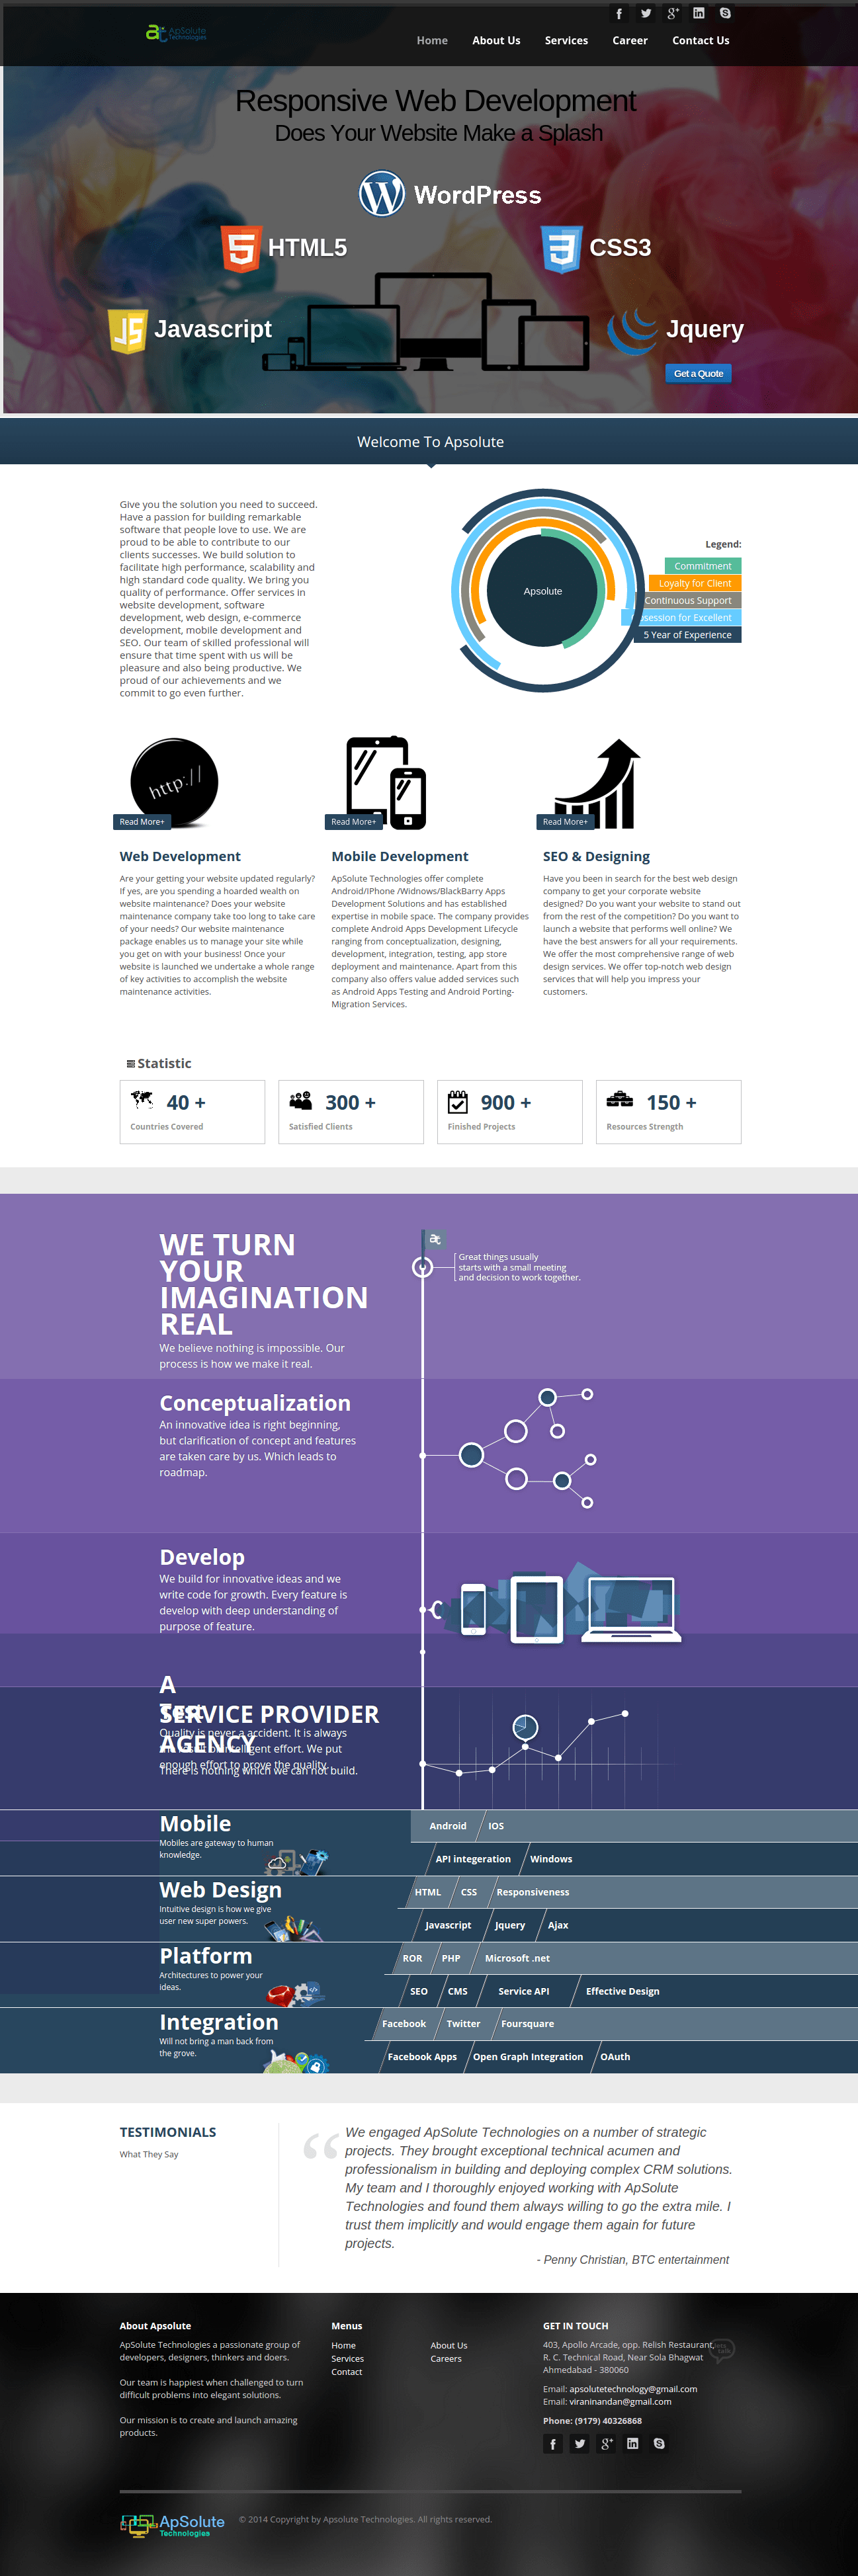 ApSolute
Technologies
Home About Us Services Career Contact Us
Responsive Web Development
Does Your Website Make a Splash
WordPress
HTML5
CSS3
Javascript
Jquery
Get a Quote
Welcome To Apsolute
Give you the solution you need to succeed.
Have a passion for building remarkable
software that people love to use. We are
proud to be able to contribute to our
clients successes. We build solution to
facilitate high performance, scalability and
high standard code quality. We bring you
quality of performance. Offer services in
website development, software
development, web design, e-commerce
development, mobile development and
SEO. Our team of skilled professional will
ensure that time spent with us will be
pleasure and also being productive. We
proud of our achievements and we
commit to go even further.
Apsolute
Legend:
Commitment
Loyalty for Client
Continuous Support
session for Excellent
5 Year of Experience
http://
Read More+
Read More+
Read More+
Web Development
Are your getting your website updated regularly?
If yes, are you spending a hoarded wealth on
website maintenance? Does your website
maintenance company take too long to take care
of your needs? Our website maintenance
package enables us to manage your site while
you get on with your business! Once your
website is launched we undertake a whole range
of key activities to accomplish the website
maintenance activities.
Mobile Development
ApSolute Technologies offer complete
Android/IPhone /Widnows/BlackBarry Apps
Development Solutions and has established
expertise in mobile space. The company provides
complete Android Apps Development Lifecycle
ranging from conceptualization, designing,
development, integration, testing, app store
deployment and maintenance. Apart from this
company also offers value added services such
as Android Apps Testing and Android Porting-
Migration Services.
SEO & Designing
Have you been in search for the best web design
company to get your corporate website
designed? Do you want your website to stand out
from the rest of the competition? Do you want to
launch a website that performs well online? We
have the best answers for all your requirements.
We offer the most comprehensive range of web
design services. We offer top-notch web design
services that will help you impress your
customers.
Statistic
40 +
Countries Covered
300 +
Satisfied Clients
900 +
Finished Projects
150 +
Resources Strength
WE TURN
YOUR
IMAGINATION
REAL
We believe nothing is impossible. Our
process is how we make it real.
Great things usually
starts with a small meeting
and decision to work together.
Conceptualization
An innovative idea is right beginning,
but clarification of concept and features
are taken care by us. Which leads to
roadmap.
Develop
We build for innovative ideas and we
write code for growth. Every feature is
develop with deep understanding of
purpose of feature.
A
SERVICE PROVIDER
AGENCY
Test
Quality is never a accident. It is always
the result of intelligent effort. We put
enough effort to prove the quality.
There is nothing which we can not build.
Mobile
Mobiles are gateway to human
knowledge.
Android IOS
API integeration Windows
Web Design
Intuitive design is how we give
user new super powers.
HTML CSS Responsiveness
Javascript Jquery Ajax
Platform
Architectures to power your
ideas.
ROR PHP Microsoft .net
SEO CMS Service API Effective Design
Integration
Will not bring a man back from
the grove.
Facebook Twitter Foursquare
Facebook Apps Open Graph Integration OAuth
TESTIMONIALS
What They Say
We engaged ApSolute Technologies on a number of strategic
projects. They brought exceptional technical acumen and
professionalism in building and deploying complex CRM solutions.
My team and I thoroughly enjoyed working with ApSolute
Technologies and found them always willing to go the extra mile. I
trust them implicitly and would engage them again for future
projects.
- Penny Christian, BTC entertainment
About Apsolute
ApSolute Technologies a passionate group of
developers, designers, thinkers and doers.
Our team is happiest when challenged to turn
difficult problems into elegant solutions.
Our mission is to create and launch amazing
products.
Menus
Home
Services
Contact
About Us
Careers
GET IN TOUCH
403, Apollo Arcade, opp. Relish Restaurant,
R. C. Technical Road, Near Sola Bhagwat
Ahmedabad - 380060
Email: apsolutetechnology@gmail.com
Email: viraninandan@gmail.com
Phone: (9179) 40326868
ApSolute
Technologies
© 2014 Copyright by Apsolute Technologies. All rights reserved.